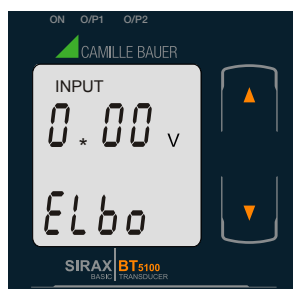 ON O/P1 O/P2
CAMILLE BAUER
INPUT
0.*00 V
ELbo
SIRAX BT5100
BASIC TRANSDUCER